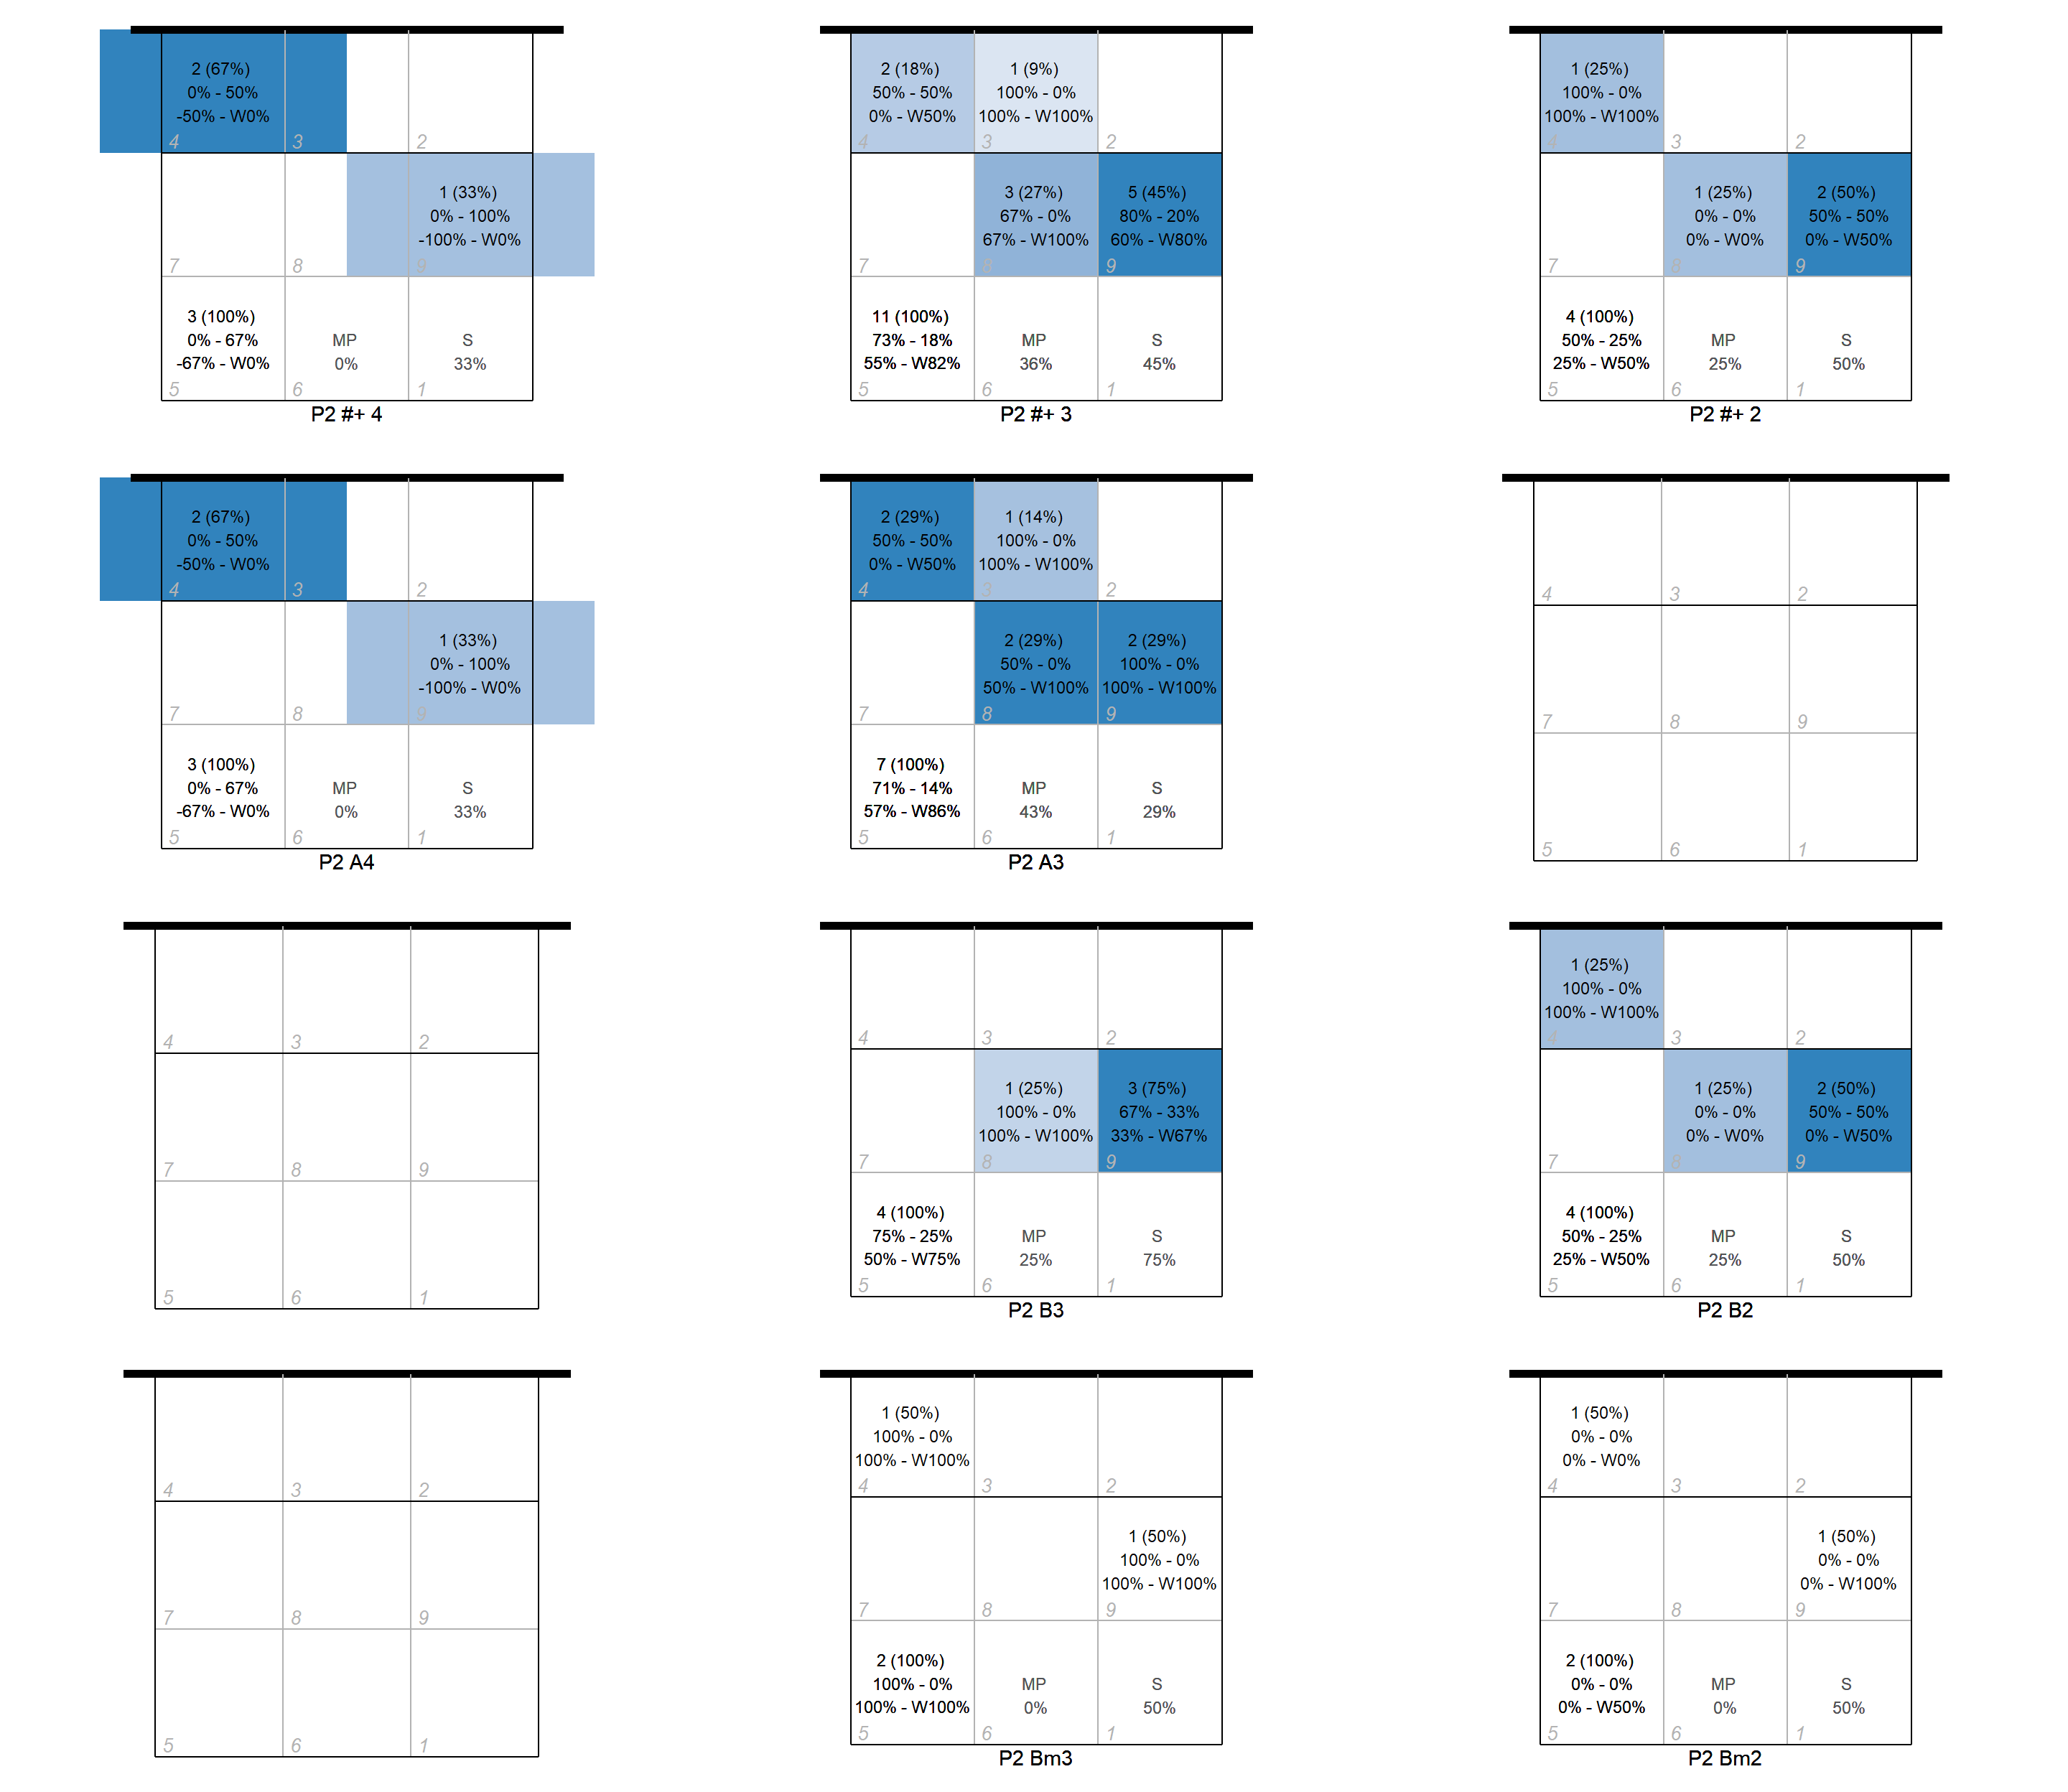 2 (67%)
0% - 50%
-50% - W0%
4 3 2
1 (33%)
0% - 100%
-100% - W0%
7 8 9
3 (100%)
0% - 67%
-67% - W0%
MP
0%
S
33%
5 6 1
P2 #+ 4
2 (18%)
50% - 50%
0% - W50%
1 (9%)
100% - 0%
100% - W100%
4 3 2
3 (27%)
67% - 0%
67% - W100%
5 (45%)
80% - 20%
60% - W80%
7 8 9
11 (100%)
73% - 18%
55% - W82%
MP
36%
S
45%
5 6 1
P2 #+ 3
1 (25%)
100% - 0%
100% - W100%
4 3 2
1 (25%)
0% - 0%
0% - W0%
2 (50%)
50% - 50%
0% - W50%
7 8 9
4 (100%)
50% - 25%
25% - W50%
MP
25%
S
50%
5 6 1
P2 #+ 2
2 (67%)
0% - 50%
-50% - W0%
4 3 2
1 (33%)
0% - 100%
-100% - W0%
7 8 9
3 (100%)
0% - 67%
-67% - W0%
MP
0%
S
33%
5 6 1
P2 A4
2 (29%)
50% - 50%
0% - W50%
1 (14%)
100% - 0%
100% - W100%
4 3 2
2 (29%)
50% - 0%
50% - W100%
2 (29%)
100% - 0%
100% - W100%
7 8 9
7 (100%)
71% - 14%
57% - W86%
MP
43%
S
29%
5 6 1
P2 A3
4 3 2
7 8 9
5 6 1
4 3 2
7 8 9
5 6 1
4 3 2
1 (25%)
100% - 0%
100% - W100%
3 (75%)
67% - 33%
33% - W67%
7 8 9
4 (100%)
75% - 25%
50% - W75%
MP
25%
S
75%
5 6 1
P2 B3
1 (25%)
100% - 0%
100% - W100%
4 3 2
1 (25%)
0% - 0%
0% - W0%
2 (50%)
50% - 50%
0% - W50%
7 8 9
4 (100%)
50% - 25%
25% - W50%
MP
25%
S
50%
5 6 1
P2 B2
4 3 2
7 8 9
5 6 1
1 (50%)
100% - 0%
100% - W100%
4 3 2
1 (50%)
100% - 0%
100% - W100%
7 8 9
2 (100%)
100% - 0%
100% - W100%
MP
0%
S
50%
5 6 1
P2 Bm3
1 (50%)
0% - 0%
0% - W0%
4 3 2
1 (50%)
0% - 0%
0% - W100%
7 8 9
2 (100%)
0% - 0%
0% - W50%
MP
0%
S
50%
5 6 1
P2 Bm2